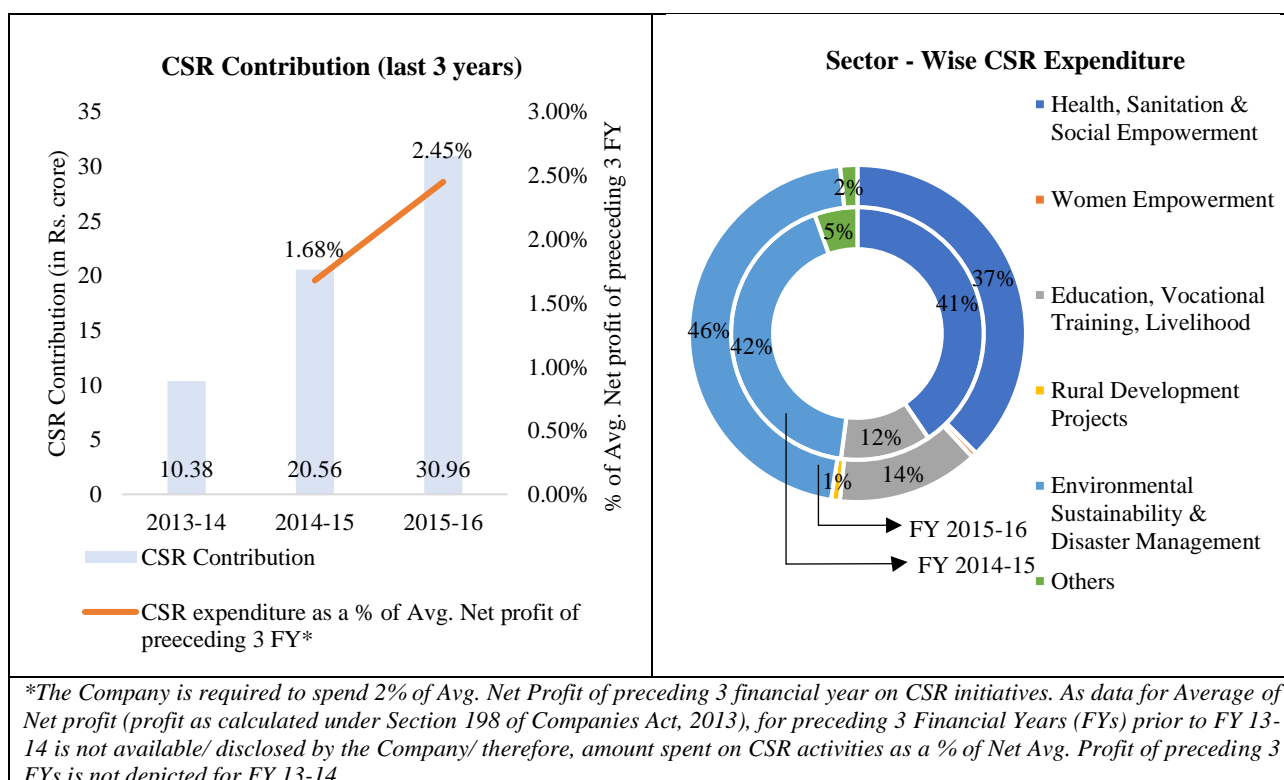 CSR Contribution (last 3 years)
CSR Contribution (in Rs. crore)
35
30
25
20
15
10
5
0
3.00%
2.50%
2.00%
1.50%
1.00%
0.50%
0.00%
% of Avg. Net profit of preceding 3 FY
2.45%
1.68%
10.38
20.56
30.96
2013-14
2014-15
2015-16
CSR Contribution
CSR expenditure as a % of Avg. Net profit of
preeceding 3 FY*
Sector - Wise CSR Expenditure
2%
5%
37%
41%
46%
42%
12%
14%
1%
FY 2015-16
FY 2014-15
Health, Sanitation &
Social Empowerment
Women Empowerment
Education, Vocational
Training, Livelihood
Rural Development
Projects
Environmental
Sustainability &
Disaster Management
Others
*The Company is required to spend 2% of Avg. Net Profit of preceding 3 financial year on CSR initiatives. As data for Average of
Net profit (profit as calculated under Section 198 of Companies Act, 2013), for preceding 3 Financial Years (FYs) prior to FY 13-
14 is not available/ disclosed by the Company/ therefore, amount spent on CSR activities as a % of Net Avg. Profit of preceding 3
FYs is not depicted for FY 13-14